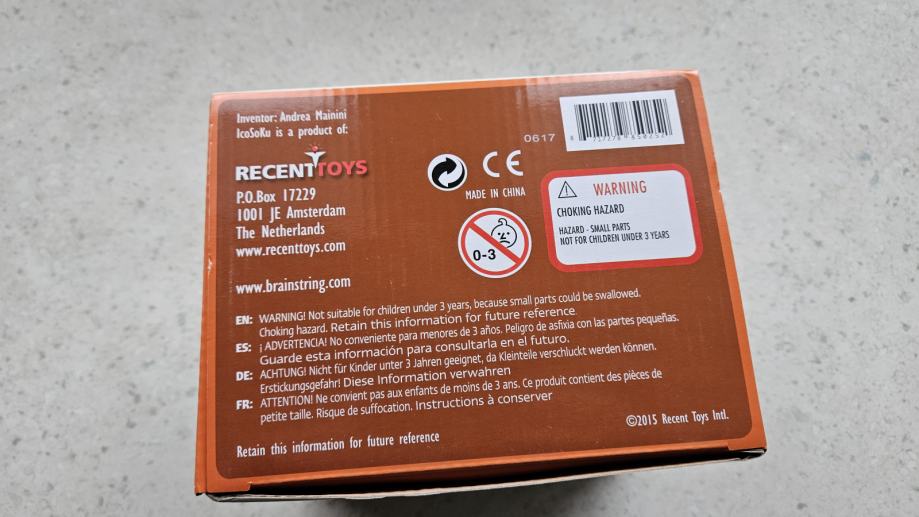 Inventor: Andrea Mainini
IcoSoKu is a product of:
RECENTTOYS
P.O.Box 17229
1001 JE Amsterdam
The Netherlands
www.recenttoys.com
www.brainstring.com
0617
CE
MADE IN CHINA
0-3
WARNING
CHOKING HAZARD
HAZARD - SMALL PARTS
NOT FOR CHILDREN UNDER 3 YEARS
EN: WARNING! Not suitable for children under 3 years, because small parts could be swallowed.
Choking hazard. Retain this information for future reference.
ES: ¡ ADVERTENCIA! No conveniente para menores de 3 años. Peligro de asfixia con las partes pequeñas.
Guarde esta información para consultarla en el futuro.
DE: ACHTUNG! Nicht für Kinder unter 3 Jahren geeignet, da Kleinteile verschluckt werden können.
Erstickungsgefahr! Diese Information verwahren
FR: ATTENTION! Ne convient pas aux enfants de moins de 3 ans. Ce produit contient des pièces de
petite taille. Risque de suffocation. Instructions à conserver
©2015 Recent Toys Intl.
Retain this information for future reference